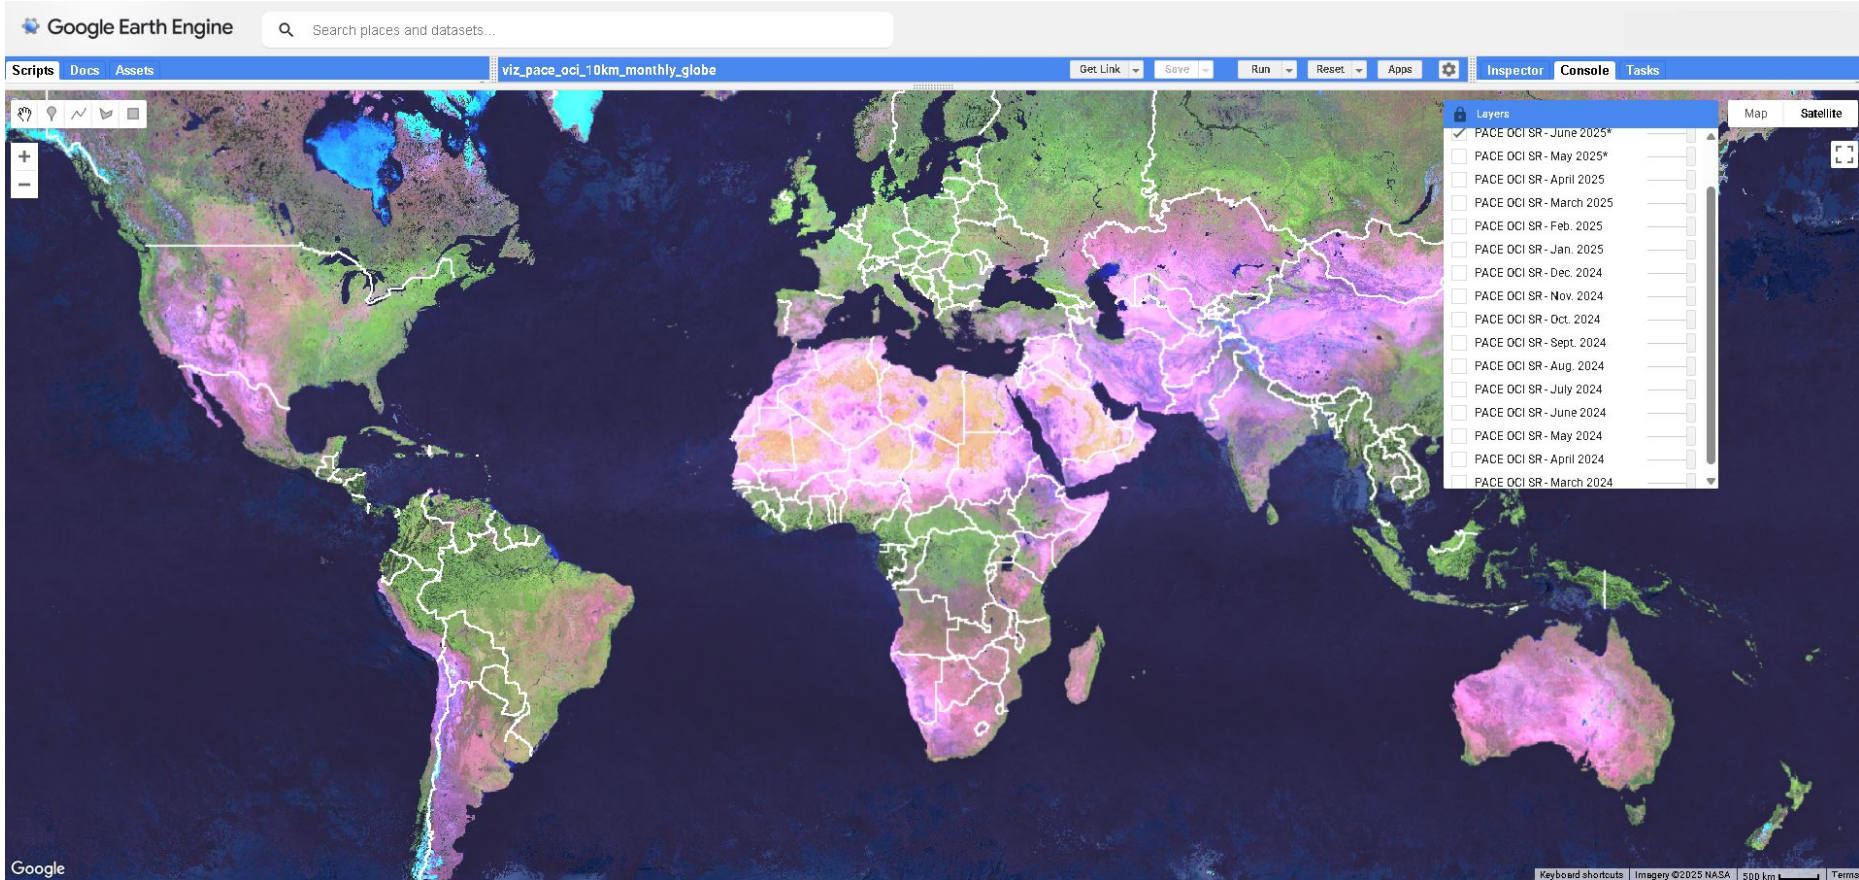 Google Earth Engine
Search places and datasets...
Scripts Docs Assets
viz_pace_oci_10km_monthly_globe
Get Link Save Run Reset Apps
Inspector Console Tasks
Layers
Map Satellite
PACE OCI SR - June 2025*
PACE OCI SR - May 2025*
PACE OCI SR - April 2025
PACE OCI SR - March 2025
PACE OCI SR - Feb. 2025
PACE OCI SR - Jan. 2025
PACE OCI SR - Dec. 2024
PACE OCI SR - Nov. 2024
PACE OCI SR - Oct. 2024
PACE OCI SR - Sept. 2024
PACE OCI SR - Aug. 2024
PACE OCI SR - July 2024
PACE OCI SR - June 2024
PACE OCI SR - May 2024
PACE OCI SR - April 2024
PACE OCI SR - March 2024
Google
Keyboard shortcuts Imagery ©2025 NASA 500 km Terms